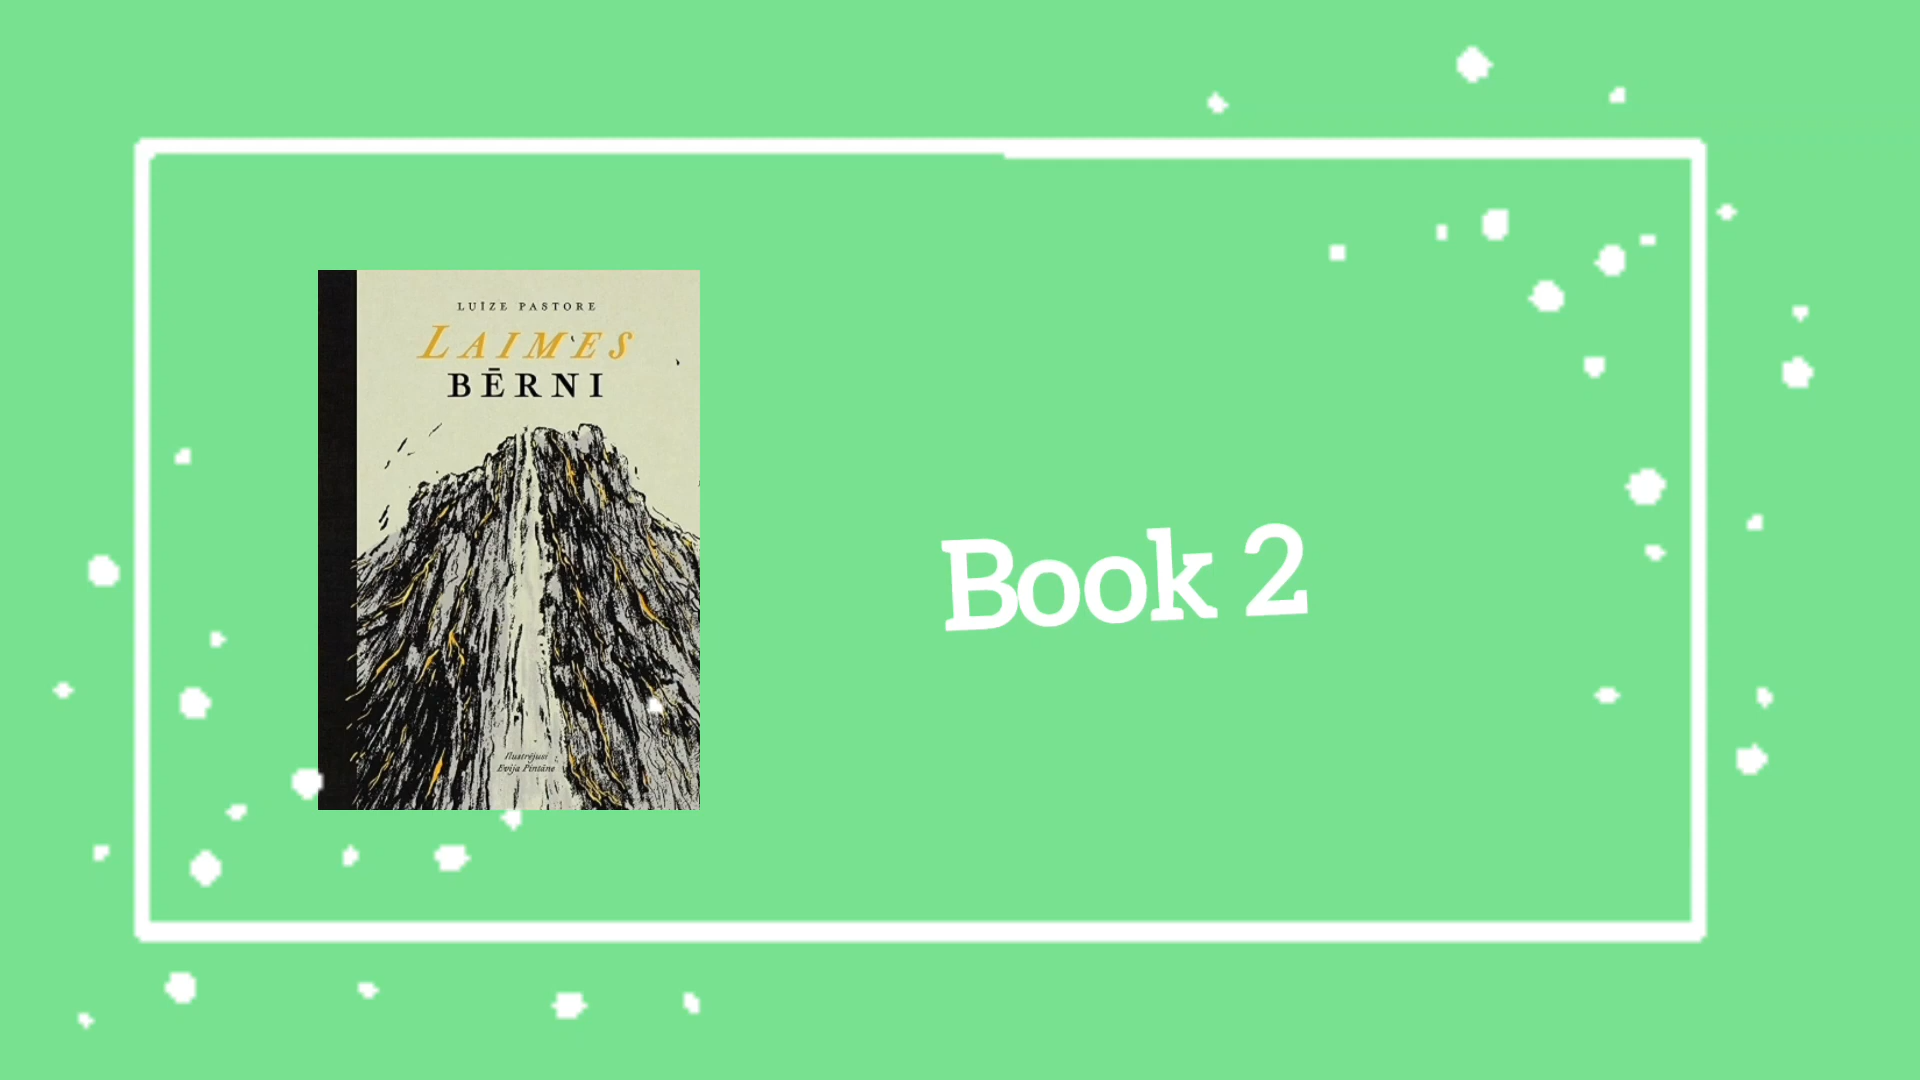 LUĪZE PASTORE
LAIMES
BĒRNI
Ilustrējusi
Evija Pintāne
Book 2